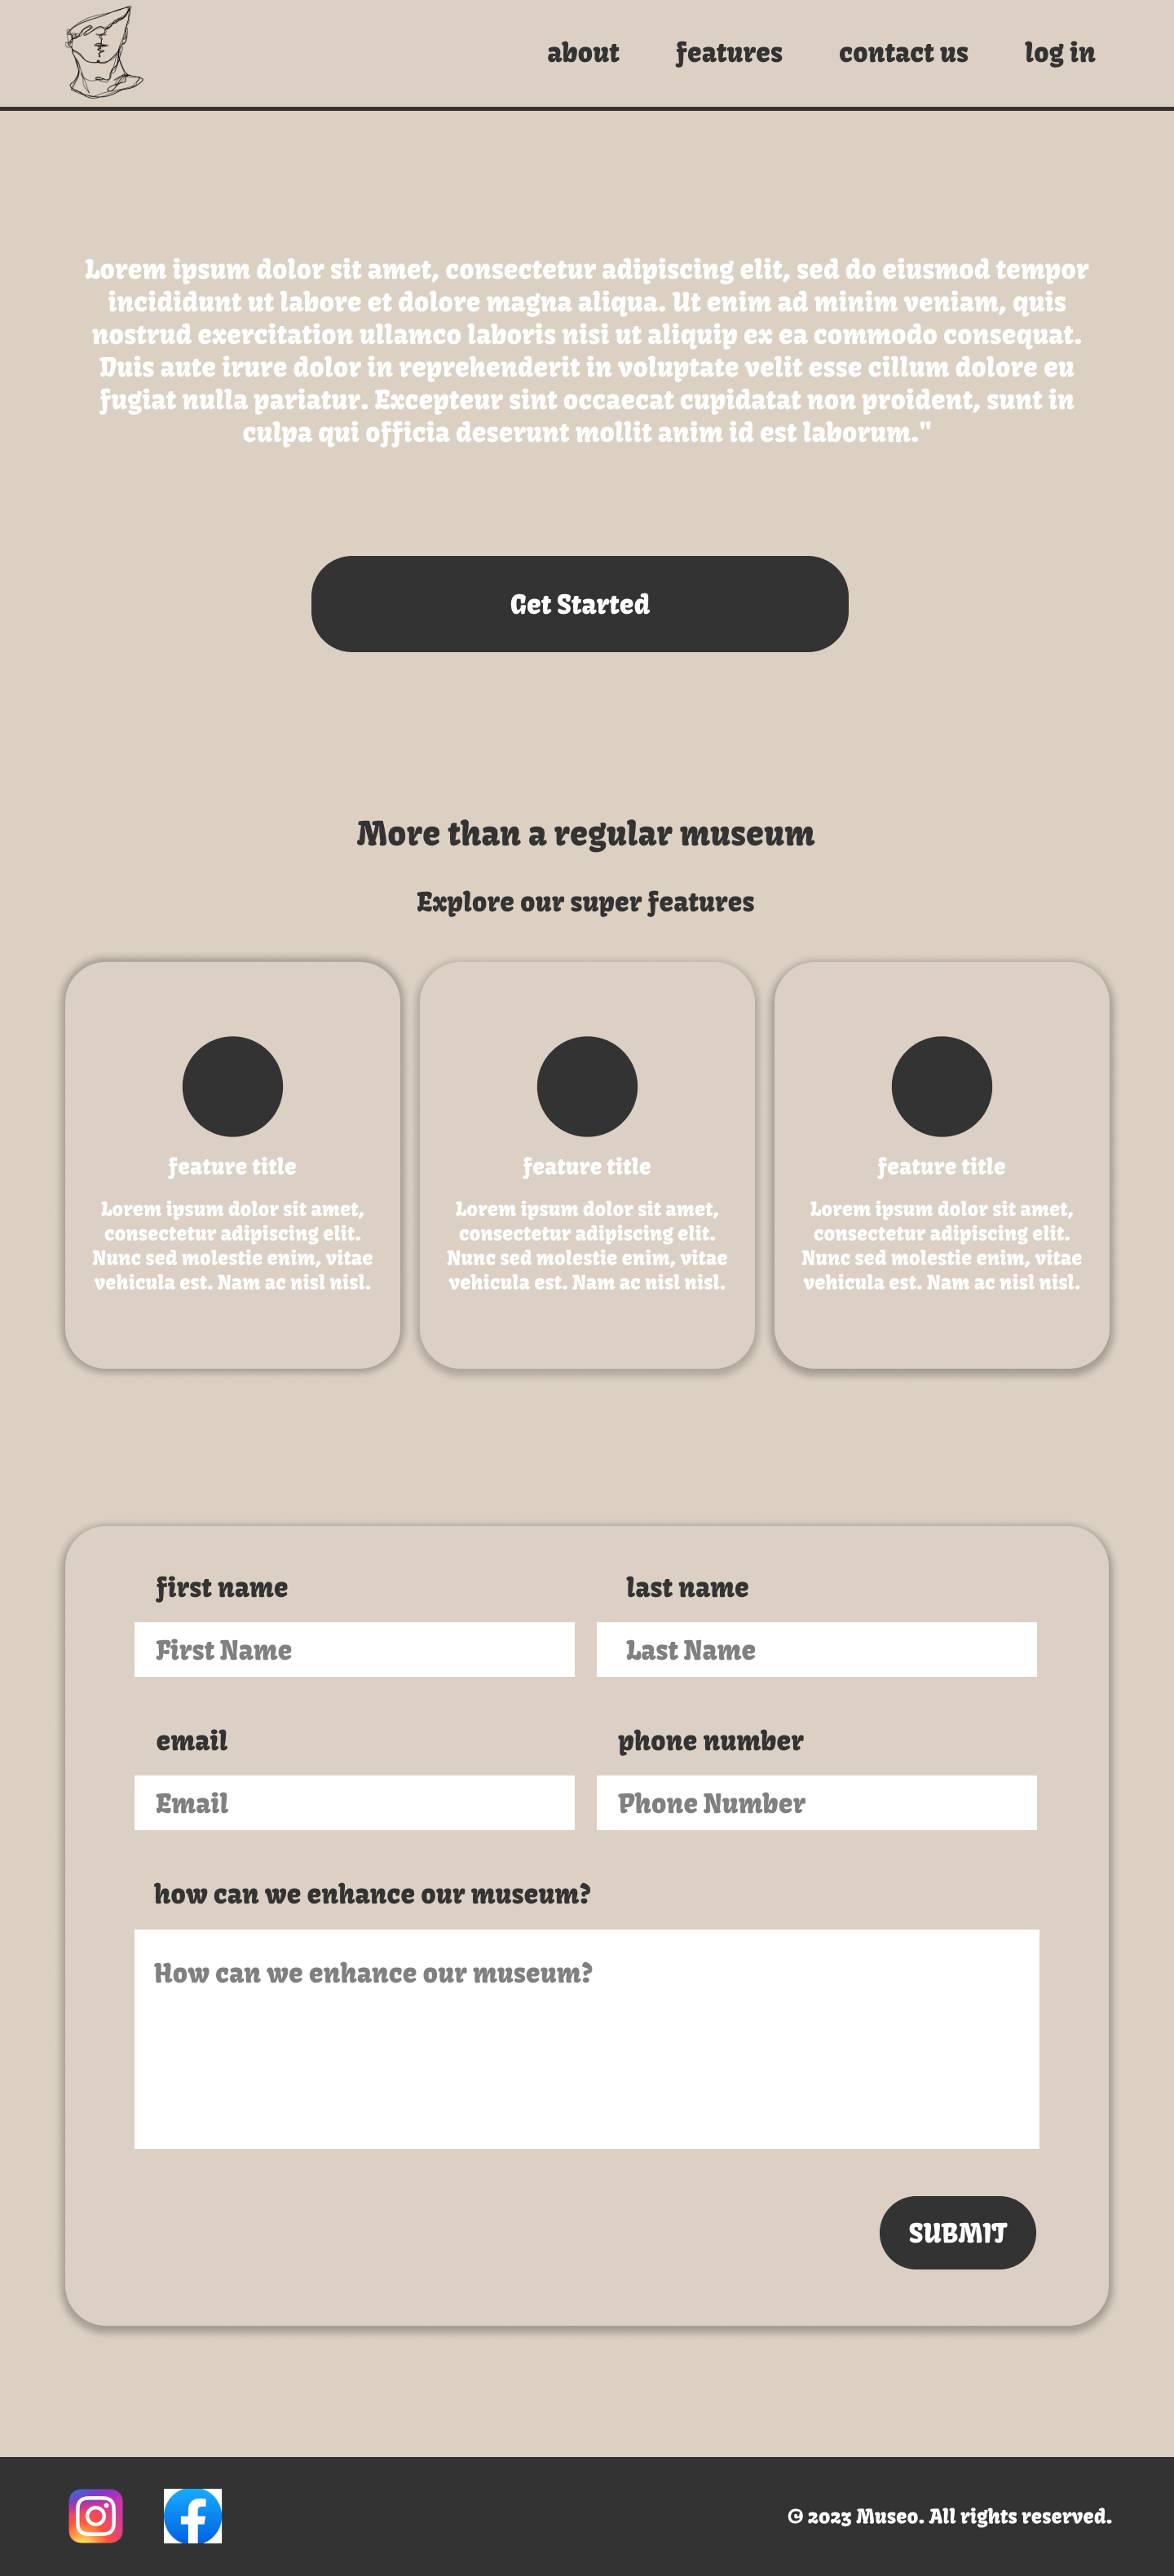 about features contact us log in
Lorem ipsum dolor sit amet, consectetur adipiscing elit, sed do eiusmod tempor
incididunt ut labore et dolore magna aliqua. Ut enim ad minim veniam, quis
nostrud exercitation ullamco laboris nisi ut aliquip ex ea commodo consequat.
Duis aute irure dolor in reprehenderit in voluptate velit esse cillum dolore eu
fugiat nulla pariatur. Excepteur sint occaecat cupidatat non proident, sunt in
culpa qui officia deserunt mollit anim id est laborum."
Get Started
More than a regular museum
Explore our super features
feature title
Lorem ipsum dolor sit amet,
consectetur adipiscing elit.
Nunc sed molestie enim, vitae
vehicula est. Nam ac nisl nisl.
feature title
Lorem ipsum dolor sit amet,
consectetur adipiscing elit.
Nunc sed molestie enim, vitae
vehicula est. Nam ac nisl nisl.
feature title
Lorem ipsum dolor sit amet,
consectetur adipiscing elit.
Nunc sed molestie enim, vitae
vehicula est. Nam ac nisl nisl.
first name last name
First Name Last Name
email phone number
Email Phone Number
how can we enhance our museum?
How can we enhance our museum?
SUBMIT
© 2023 Museo. All rights reserved.